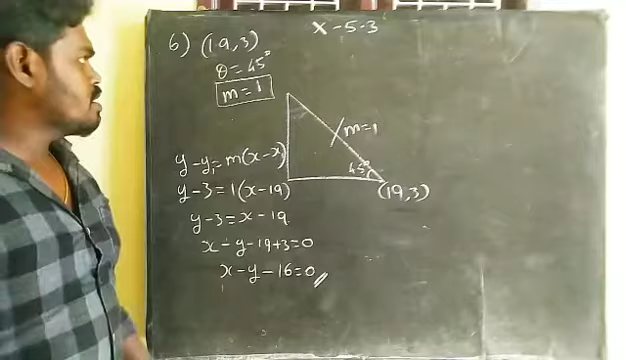 X - 5.3
6) (19,3)
θ = 45°
m = 1
m = 1
45°
(19,3)
y - y₁ = m(x - x₁)
y - 3 = 1(x - 19)
y - 3 = x - 19
x - y - 19 + 3 = 0
x - y - 16 = 0